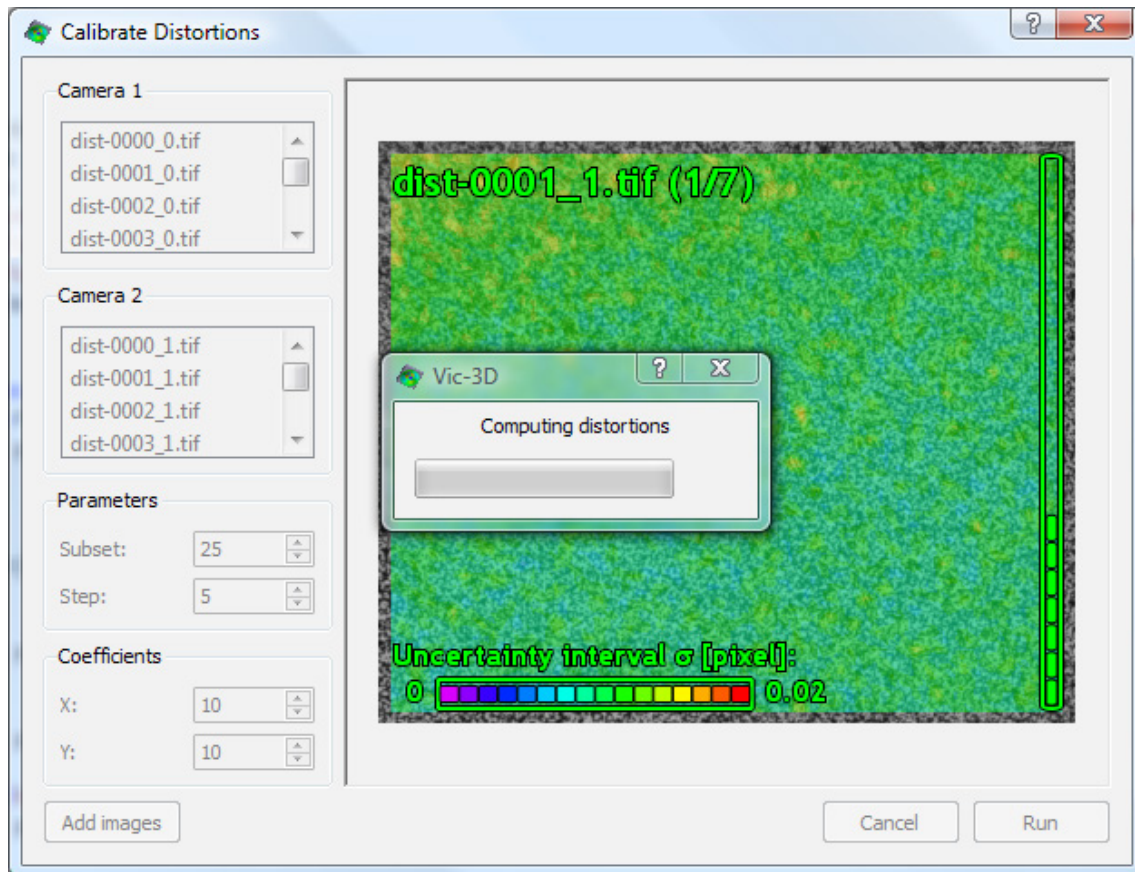 Calibrate Distortions
Camera 1
dist-0000_0.tif
dist-0001_0.tif
dist-0002_0.tif
dist-0003_0.tif
Camera 2
dist-0000_1.tif
dist-0001_1.tif
dist-0002_1.tif
dist-0003_1.tif
Parameters
Subset: 25
Step: 5
Coefficients
X: 10
Y: 10
Add images
dist-0001_1.tif (1/7)
Vic-3D
Computing distortions
Uncertainty interval σ [pixel]:
0 0.02
Cancel Run